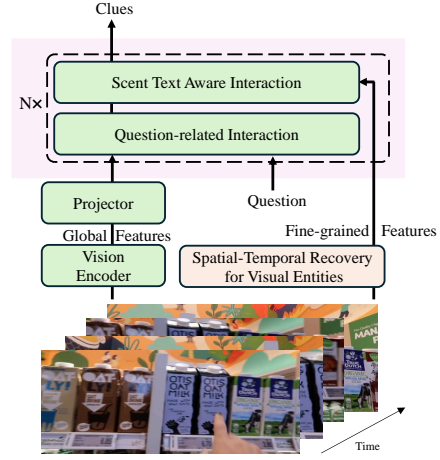 Clues
N×
Scent Text Aware Interaction
Question-related Interaction
Projector
Question
Global Features
Fine-grained Features
Vision
Encoder
Spatial-Temporal Recovery
for Visual Entities
MAN
OTIS
OAT
MILK
Time